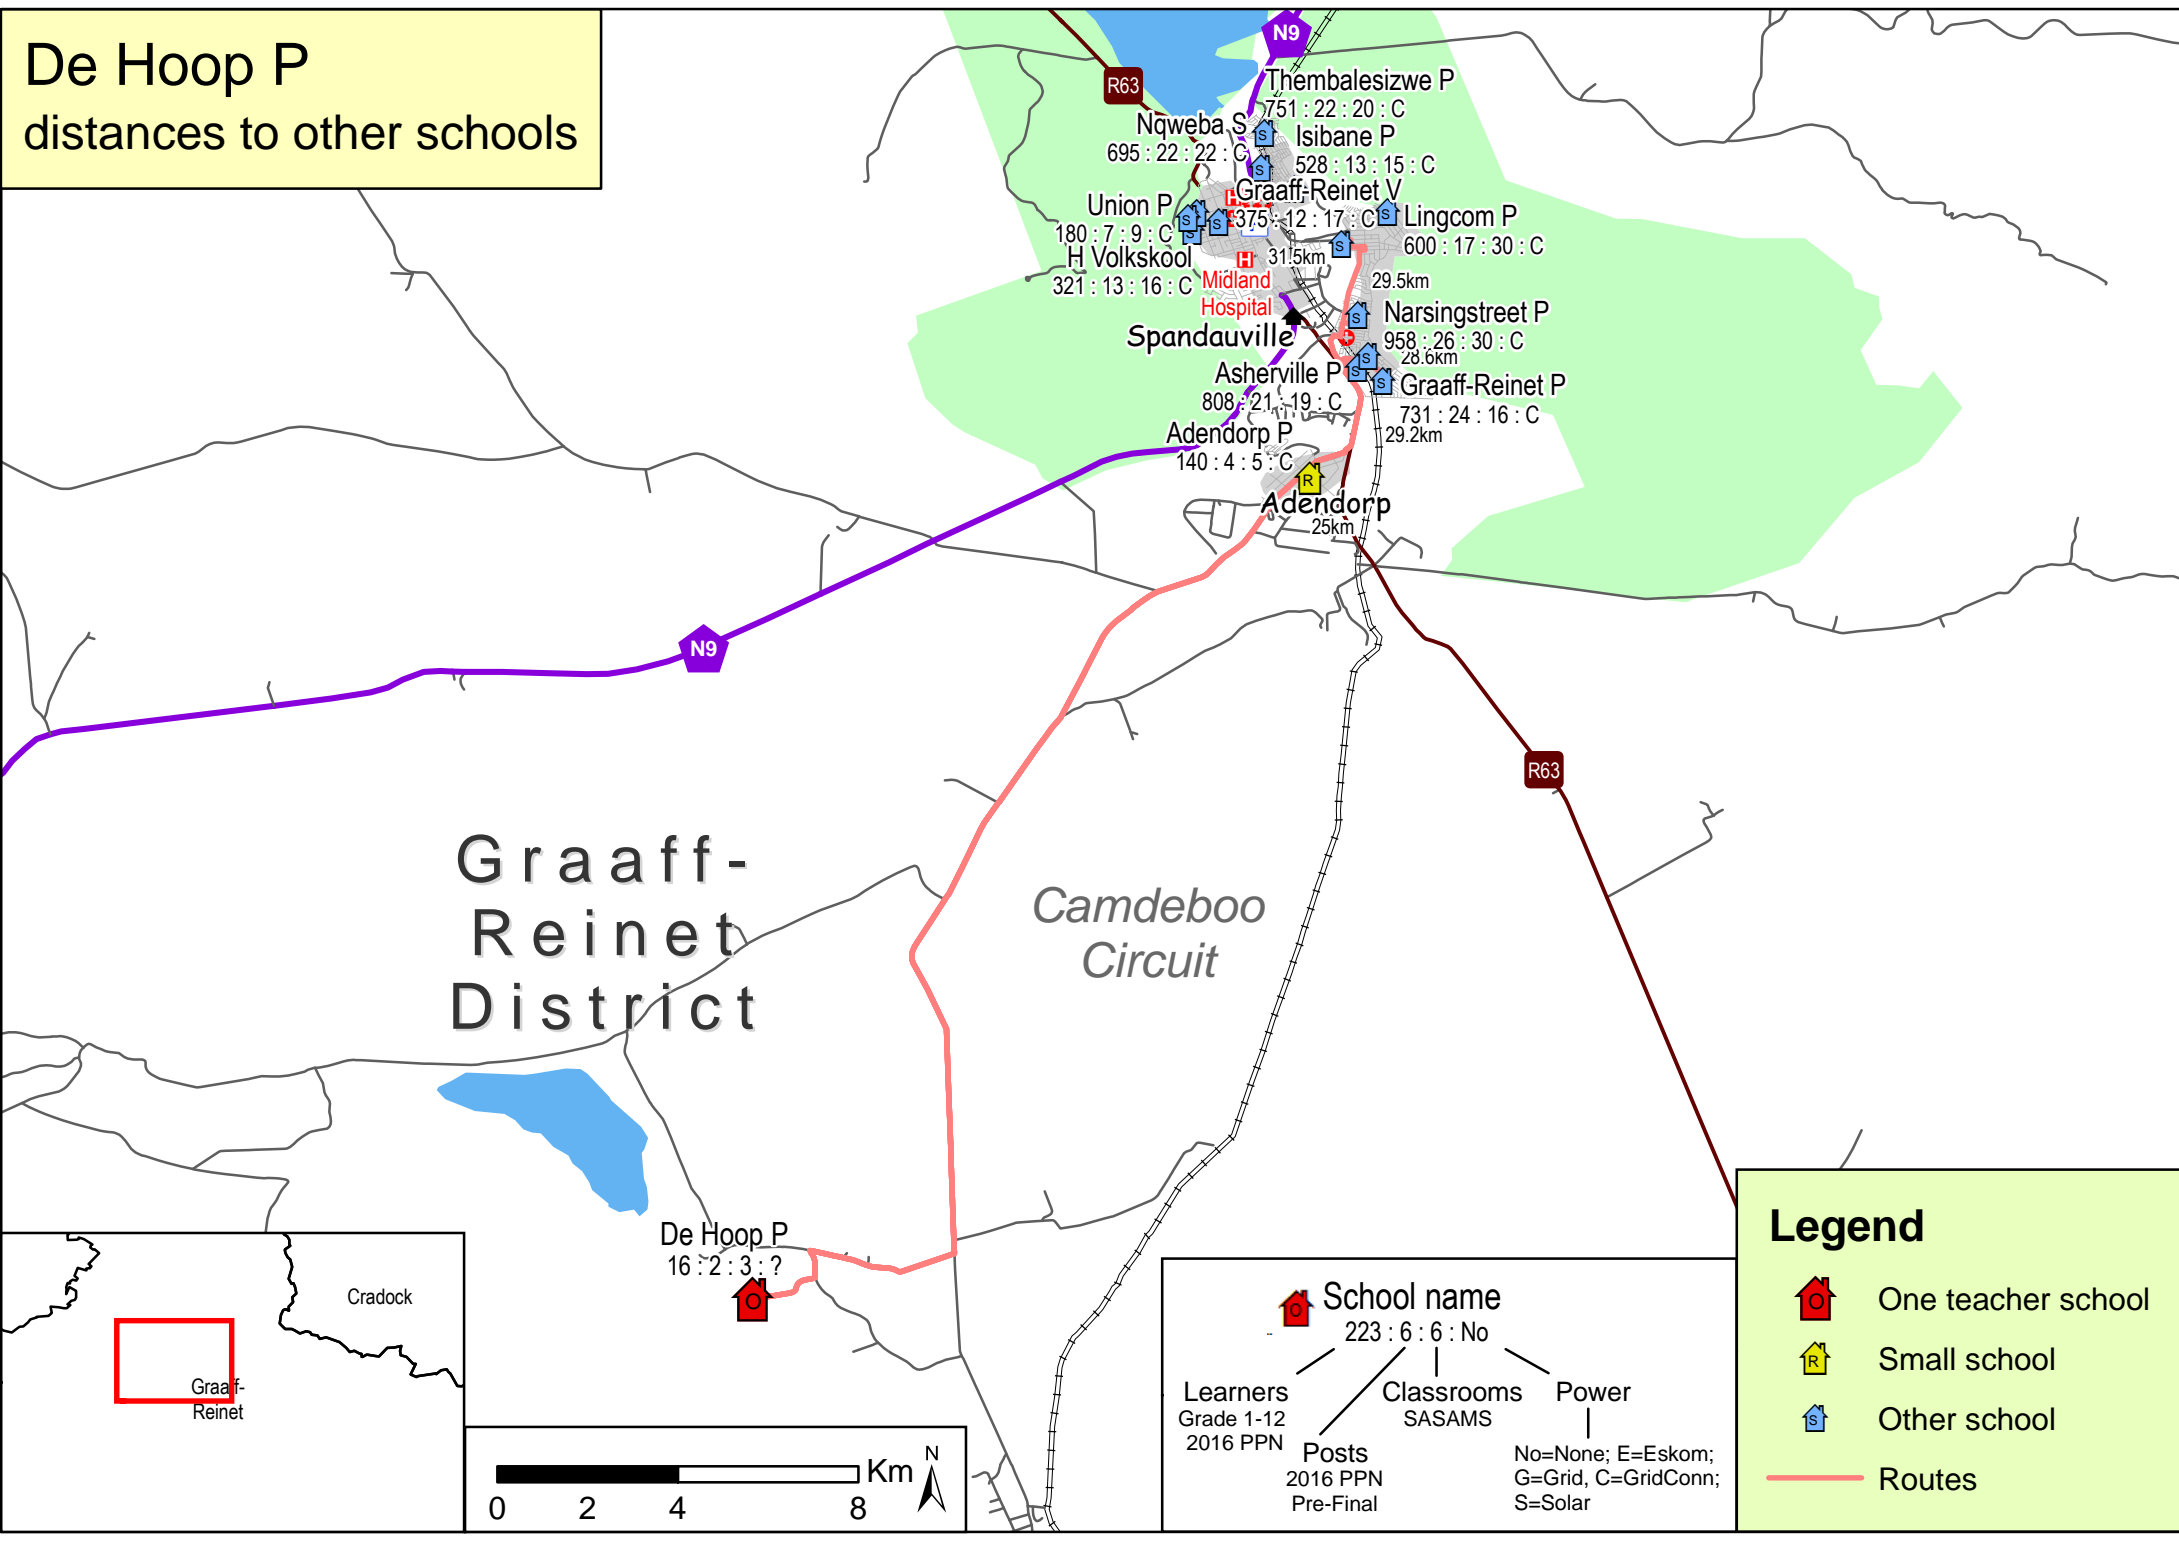 De Hoop P
distances to other schools
N9
R63
Thembalesizwe P
751 : 22 : 20 : C
Nqweba S
695 : 22 : 22 : C
Isibane P
528 : 13 : 15 : C
Graaff-Reinet V
375 : 12 : 17 : C
Union P
180 : 7 : 9 : C
Lingcom P
600 : 17 : 30 : C
H Volkskool
321 : 13 : 16 : C
31.5km
Midland
Hospital
29.5km
Narsingstreet P
958 : 26 : 30 : C
28.6km
Spandauville
Asherville P
808 : 21 : 19 : C
Graaff-Reinet P
731 : 24 : 16 : C
29.2km
Adendorp P
140 : 4 : 5 : C
R
Adendorp
25km
N9
R63
Graaff-
Reinet
District
Camdeboo
Circuit
De Hoop P
16 : 2 : 3 : ?
O
Cradock
Graaff-
Reinet
Km
0 2 4 8
N
School name
223 : 6 : 6 : No
Learners
Grade 1-12
2016 PPN
Posts
2016 PPN
Pre-Final
Classrooms
SASAMS
Power
No=None; E=Eskom;
G=Grid, C=GridConn;
S=Solar
Legend
O One teacher school
R Small school
S Other school
Routes